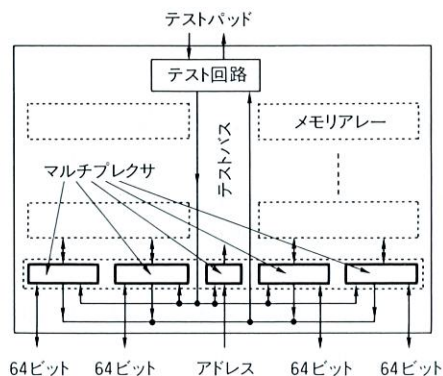 テストパッド
テスト回路
メモリアレー
テストバス
マルチプレクサ
64ビット 64ビット アドレス 64ビット 64ビット